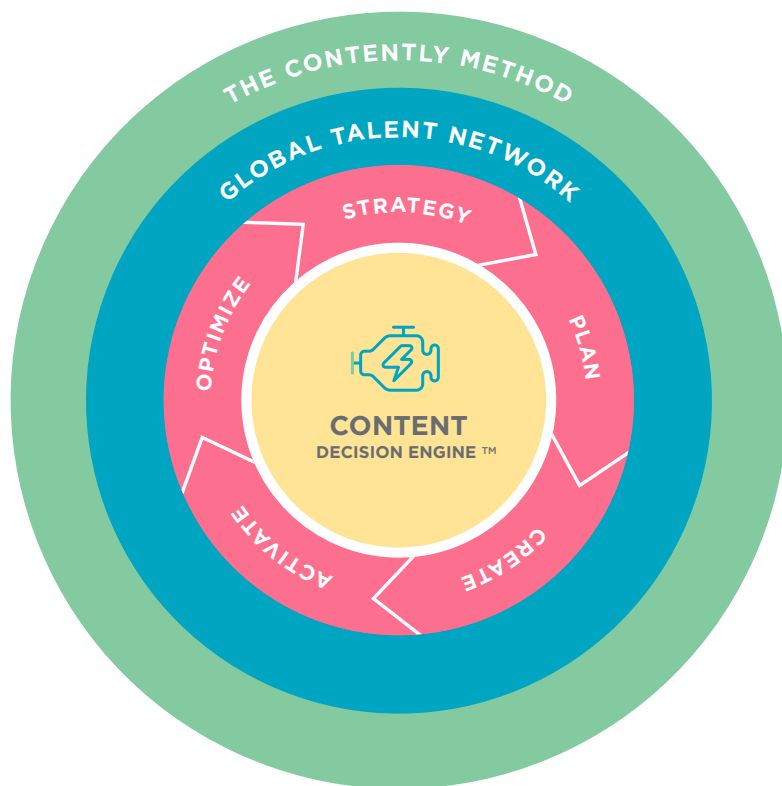 THE CONTENTLY METHOD
GLOBAL TALENT NETWORK
STRATEGY
PLAN
CREATE
ACTIVATE
OPTIMIZE
CONTENT
DECISION ENGINE ™